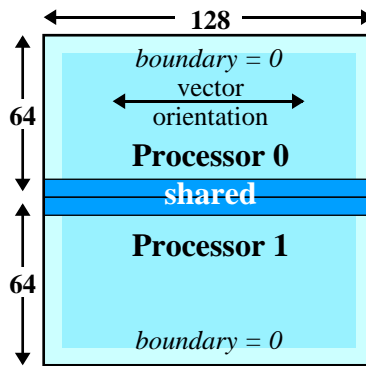 128
boundary = 0
vector
64
orientation
Processor 0
shared
Processor 1
64
boundary = 0